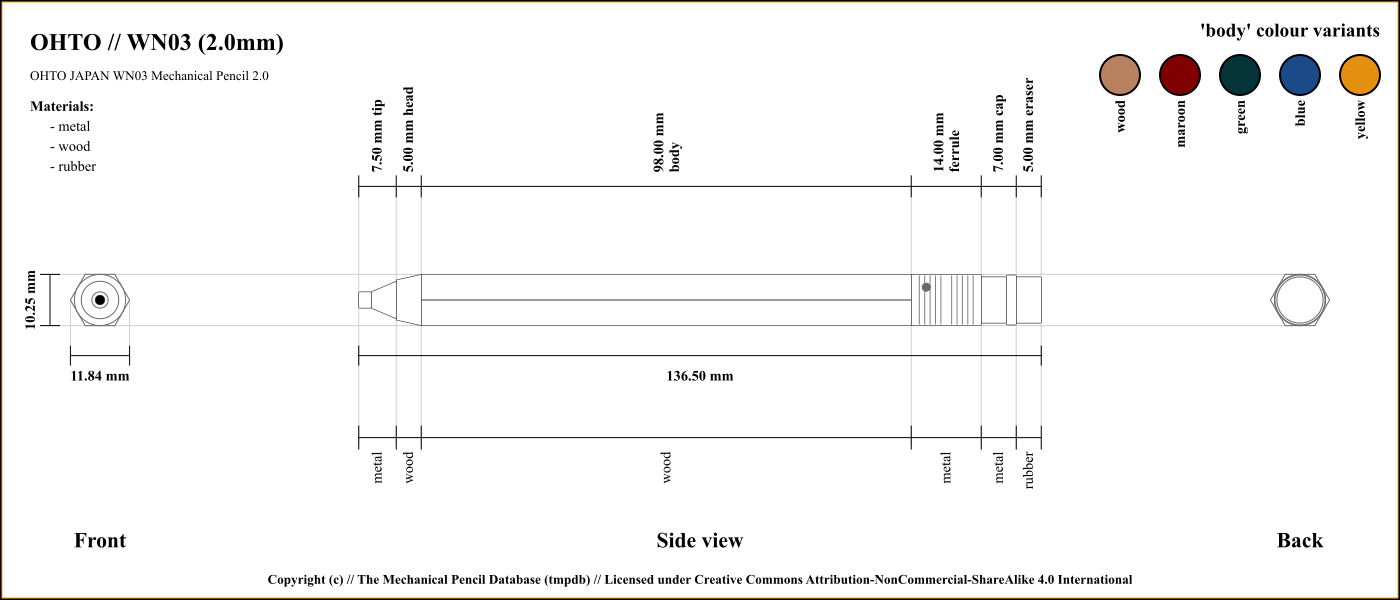 OHTO // WN03 (2.0mm)
OHTO JAPAN WN03 Mechanical Pencil 2.0
Materials:
- metal
- wood
- rubber
'body' colour variants
wood
maroon
green
blue
yellow
7.50 mm tip
5.00 mm head
98.00 mm
body
14.00 mm
ferrule
7.00 mm cap
5.00 mm eraser
10.25 mm
11.84 mm
136.50 mm
metal
wood
wood
metal
metal
rubber
Front
Side view
Back
Copyright (c) // The Mechanical Pencil Database (tmpdb) // Licensed under Creative Commons Attribution-NonCommercial-ShareAlike 4.0 International